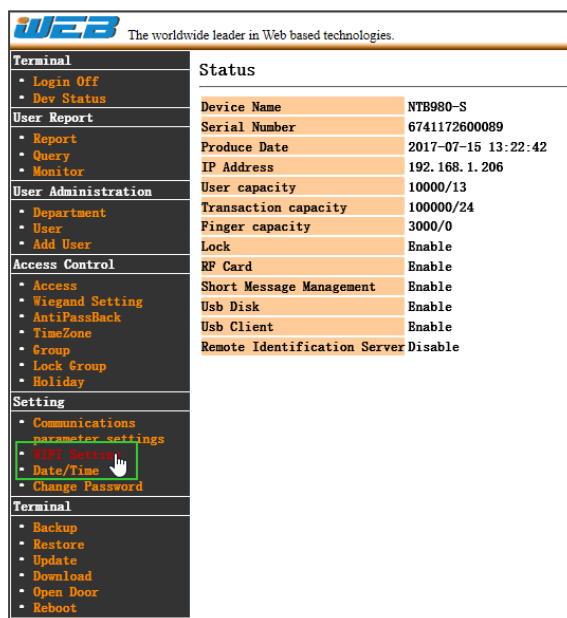 iWEB The worldwide leader in Web based technologies.
Terminal
Login Off
Dev Status
User Report
Report
Query
Monitor
User Administration
Department
User
Add User
Access Control
Access
Wiegand Setting
AntiPassBack
TimeZone
Group
Lock Group
Holiday
Setting
Communications
parameter settings
WIFI Setting
Date/Time
Change Password
Terminal
Backup
Restore
Update
Download
Open Door
Reboot
Status
Device Name NTB980-S
Serial Number 6741172600089
Produce Date 2017-07-15 13:22:42
IP Address 192.168.1.206
User capacity 10000/13
Transaction capacity 100000/24
Finger capacity 3000/0
Lock Enable
RF Card Enable
Short Message Management Enable
Usb Disk Enable
Usb Client Enable
Remote Identification Server Disable